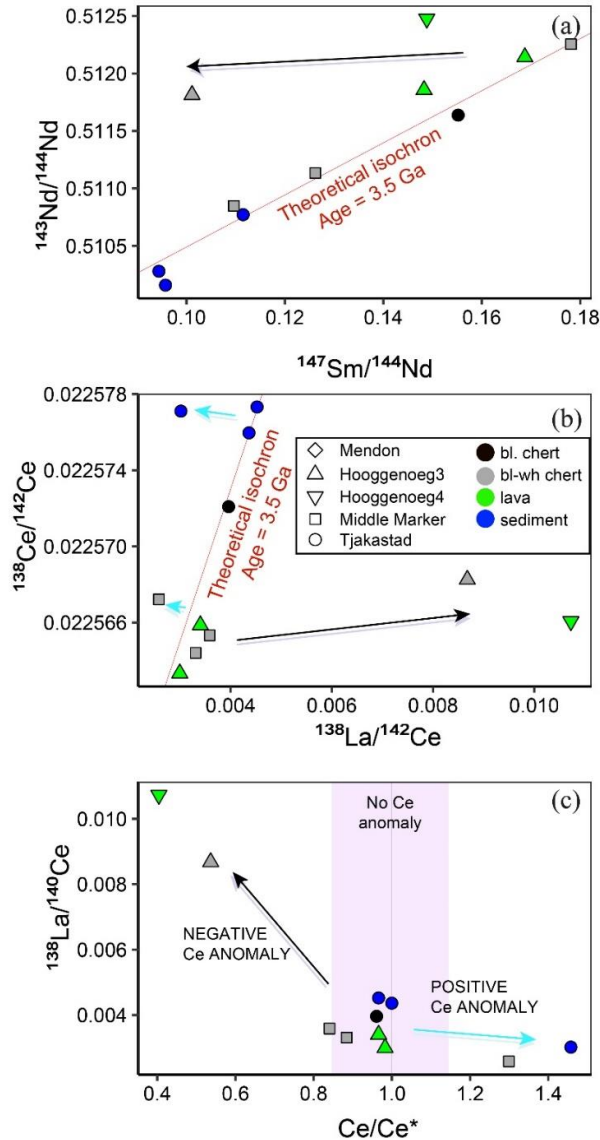 (a)
0.5125
0.5120
0.5115
0.5110
0.5105
¹⁴³Nd/¹⁴⁴Nd
Theoretical isochron
Age = 3.5 Ga
0.10
0.12
0.14
0.16
0.18
¹⁴⁷Sm/¹⁴⁴Nd
(b)
0.022578
0.022574
0.022570
0.022566
¹³⁸Ce/¹⁴²Ce
Theoretical isochron
Age = 3.5 Ga
Mendon
Hooggenoeg3
Hooggenoeg4
Middle Marker
Tjakastad
bl. chert
bl-wh chert
lava
sediment
0.004
0.006
0.008
0.010
¹³⁸La/¹⁴²Ce
(c)
No Ce
anomaly
0.010
0.008
0.006
0.004
¹³⁸La/¹⁴⁰Ce
NEGATIVE
Ce ANOMALY
POSITIVE
Ce ANOMALY
0.4
0.6
0.8
1.0
1.2
1.4
Ce/Ce*